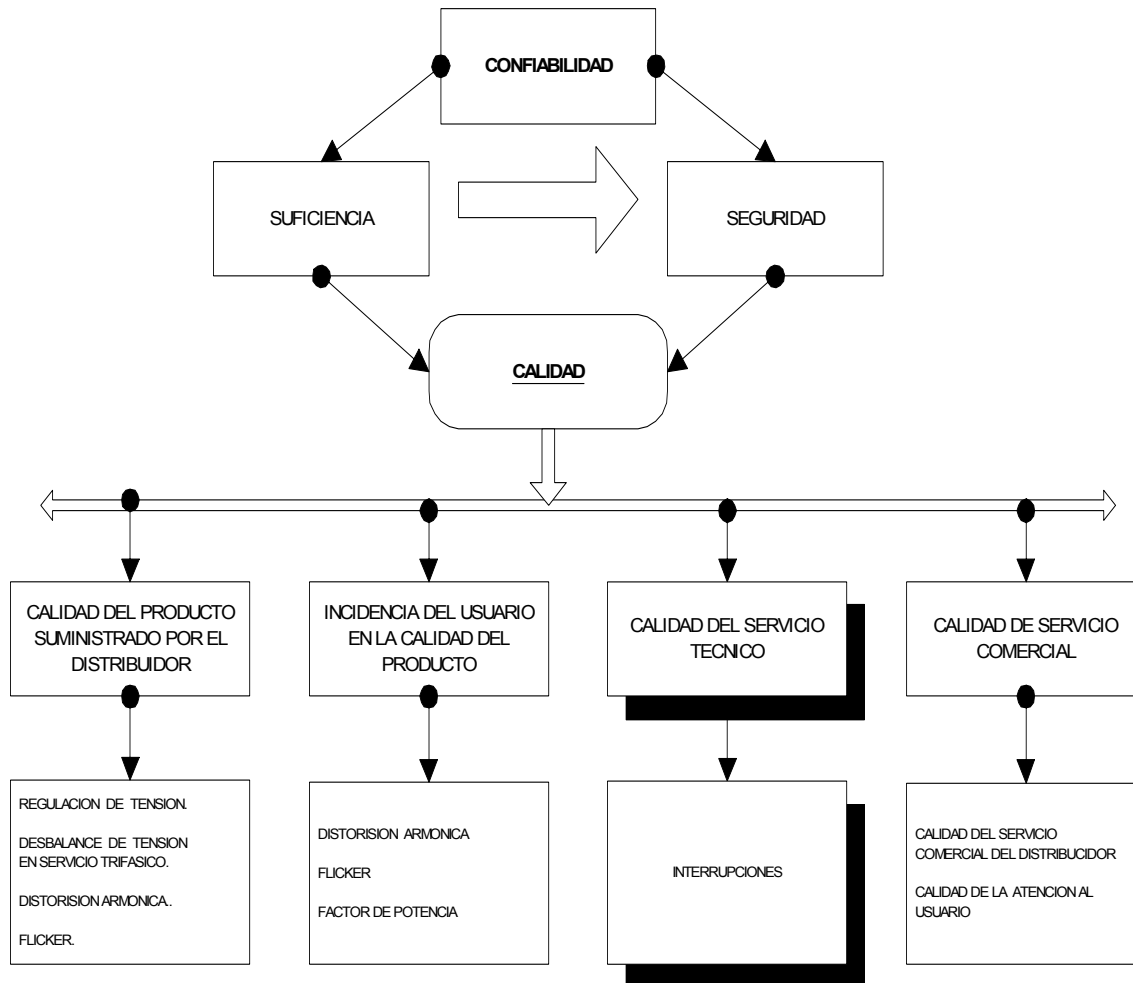 CONFIABILIDAD
SUFICIENCIA
SEGURIDAD
CALIDAD
CALIDAD DEL PRODUCTO
SUMINISTRADO POR EL
DISTRIBUIDOR
INCIDENCIA DEL USUARIO
EN LA CALIDAD DEL
PRODUCTO
CALIDAD DEL SERVICIO
TECNICO
CALIDAD DE SERVICIO
COMERCIAL
REGULACION DE TENSION.
DESBALANCE DE TENSION
EN SERVICIO TRIFASICO.
DISTORISION ARMONICA..
FLICKER.
DISTORISION ARMONICA
FLICKER
FACTOR DE POTENCIA
INTERRUPCIONES
CALIDAD DEL SERVICIO
COMERCIAL DEL DISTRIBUCIDOR
CALIDAD DE LA ATENCION AL
USUARIO